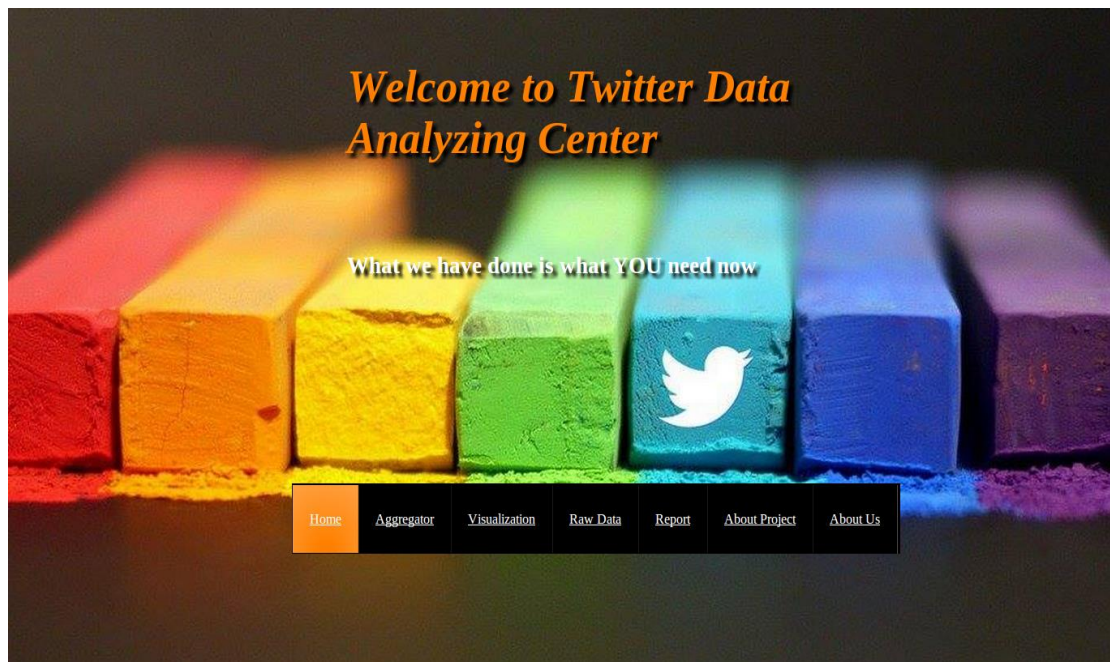 Welcome to Twitter Data
Analyzing Center
What we have done is what YOU need now
Home Aggregator Visualization Raw Data Report About Project About Us